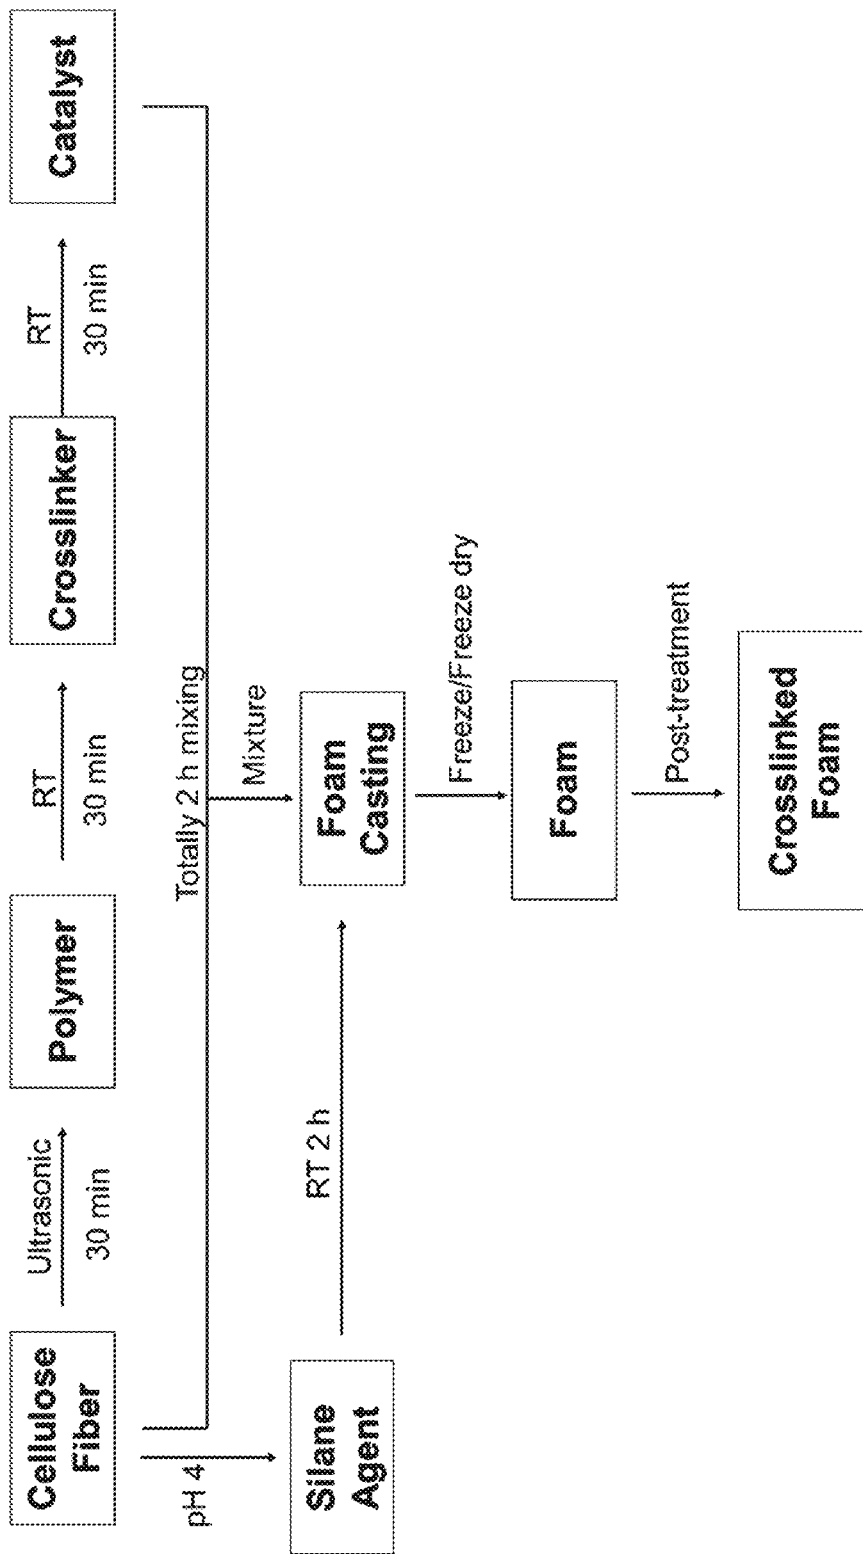 Cellulose
Fiber
Ultrasonic
30 min
Polymer
RT
30 min
Crosslinker
RT
30 min
Catalyst
Totally 2 h mixing
pH 4
Mixture
Silane
Agent
RT 2 h
Foam
Casting
Freeze/Freeze dry
Foam
Post-treatment
Crosslinked
Foam